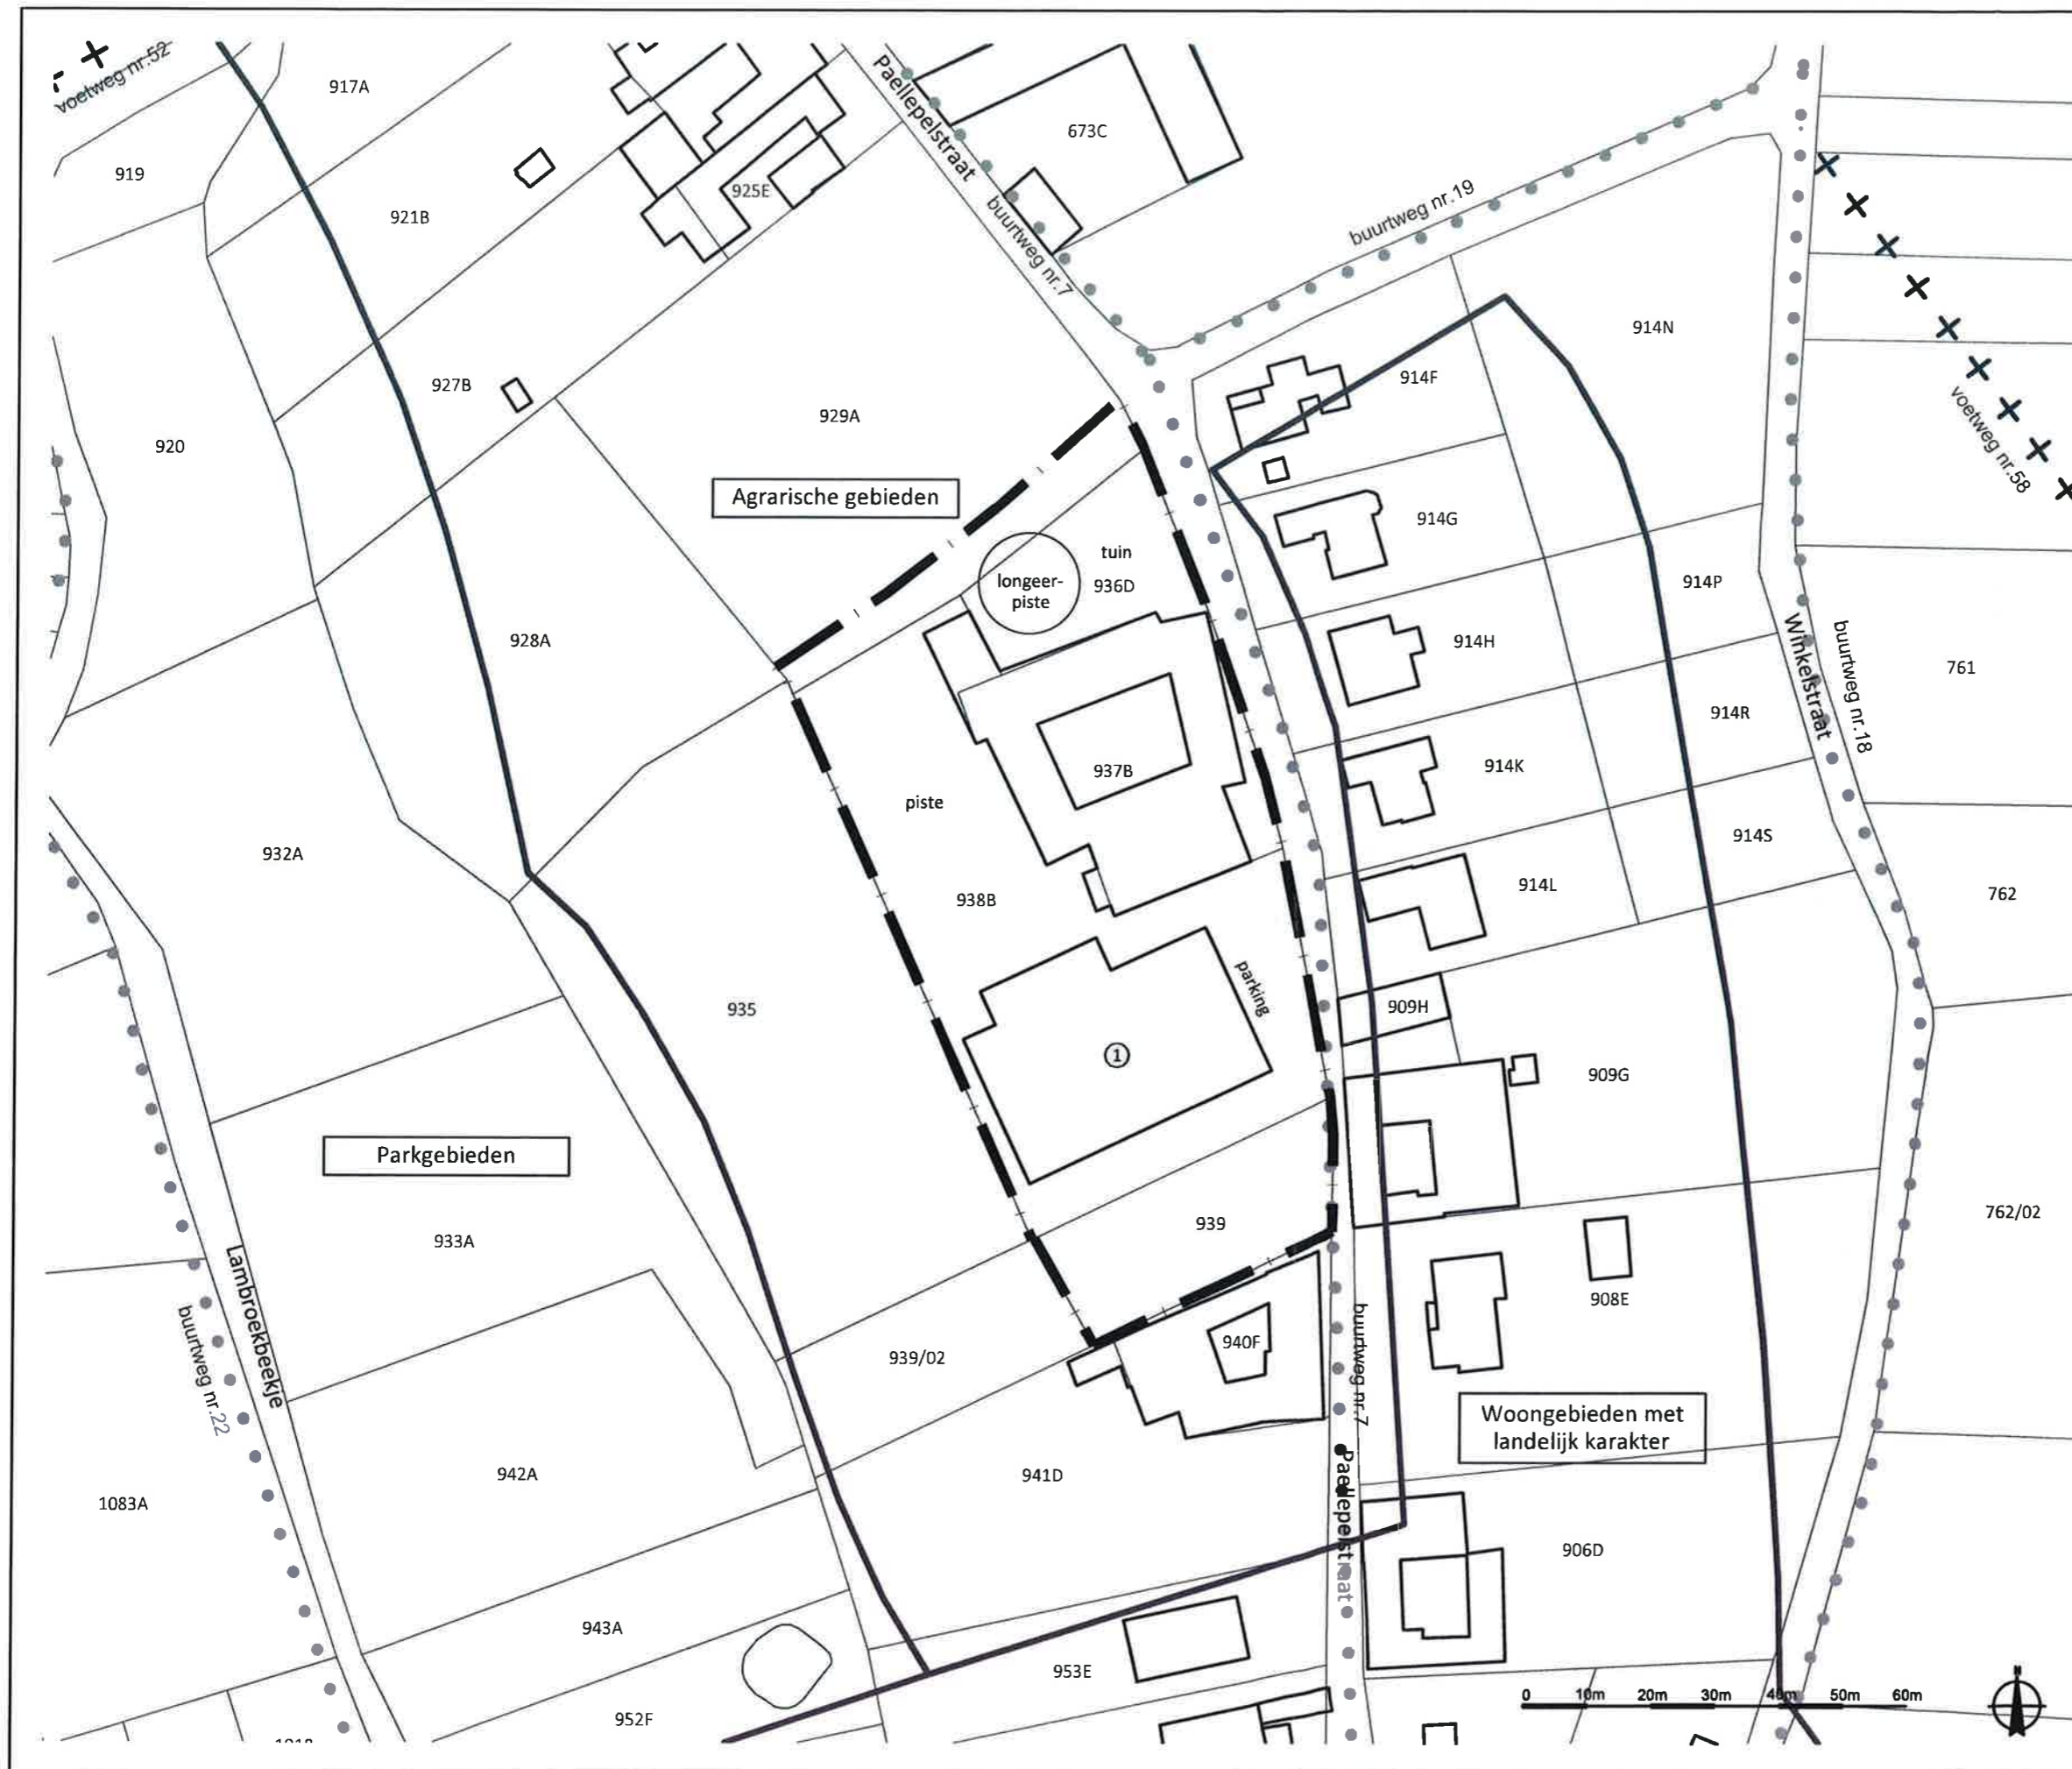 voetweg nr.52
917A
919
921B
925E
Paellepelstraat
buurtweg nr.7
673C
buurtweg nr.19
914N
914F
voetweg nr.58
927B
929A
920
Agrarische gebieden
914G
tuin
936D
longeer-
piste
914P
928A
914H
Winkelstraat
buurtweg nr.18
761
914R
937B
914K
piste
914S
932A
914L
762
938B
parking
935
909H
1
909G
Parkgebieden
939
933A
762/02
Lambroekbeekje
buurtweg nr.22
908E
940F
buurtweg nr.7
939/02
Woongebieden met
landelijk karakter
942A
941D
1083A
Paellepelstraat
906D
943A
953E
952F
0 10m 20m 30m 40m 50m 60m
N